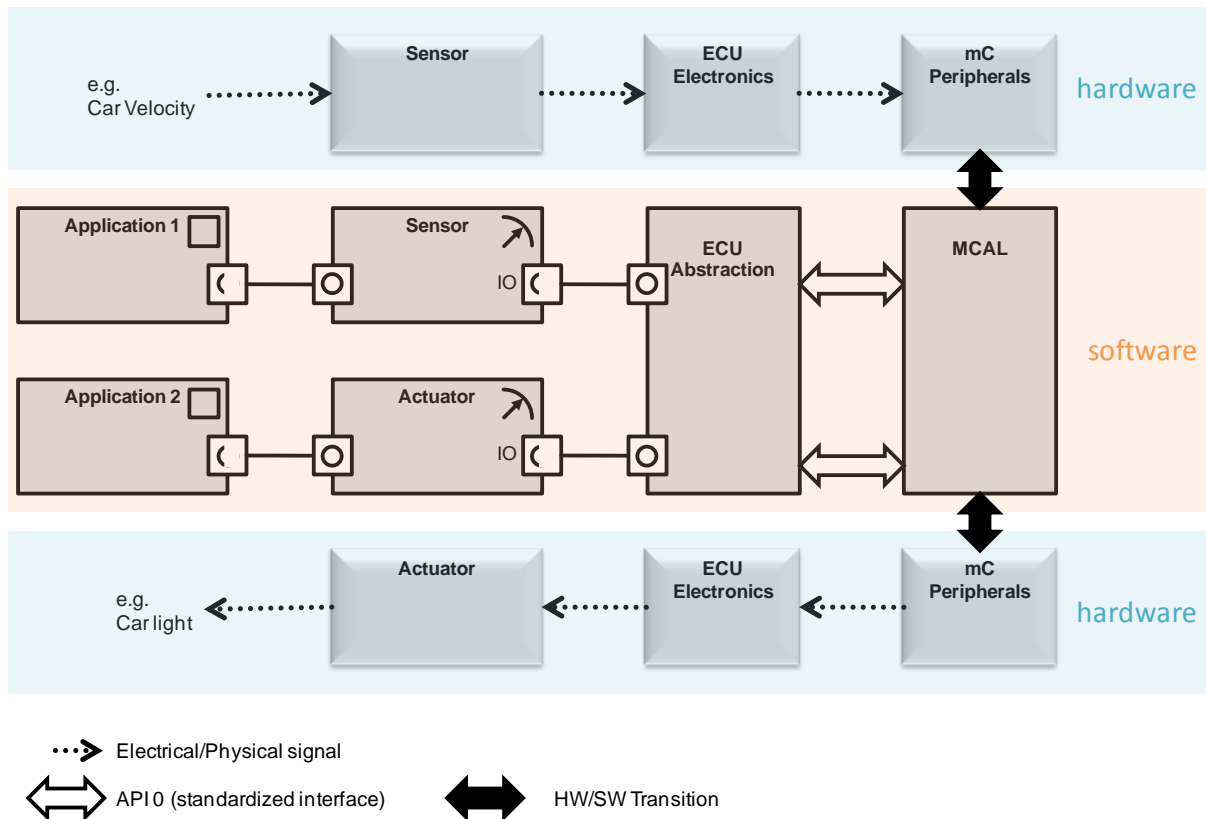 Sensor
ECU
Electronics
mC
Peripherals
e.g.
Car Velocity
hardware
Application 1
Sensor
IO
ECU
Abstraction
MCAL
software
Application 2
Actuator
IO
Actuator
ECU
Electronics
mC
Peripherals
e.g.
Car light
hardware
Electrical/Physical signal
API 0 (standardized interface)
HW/SW Transition